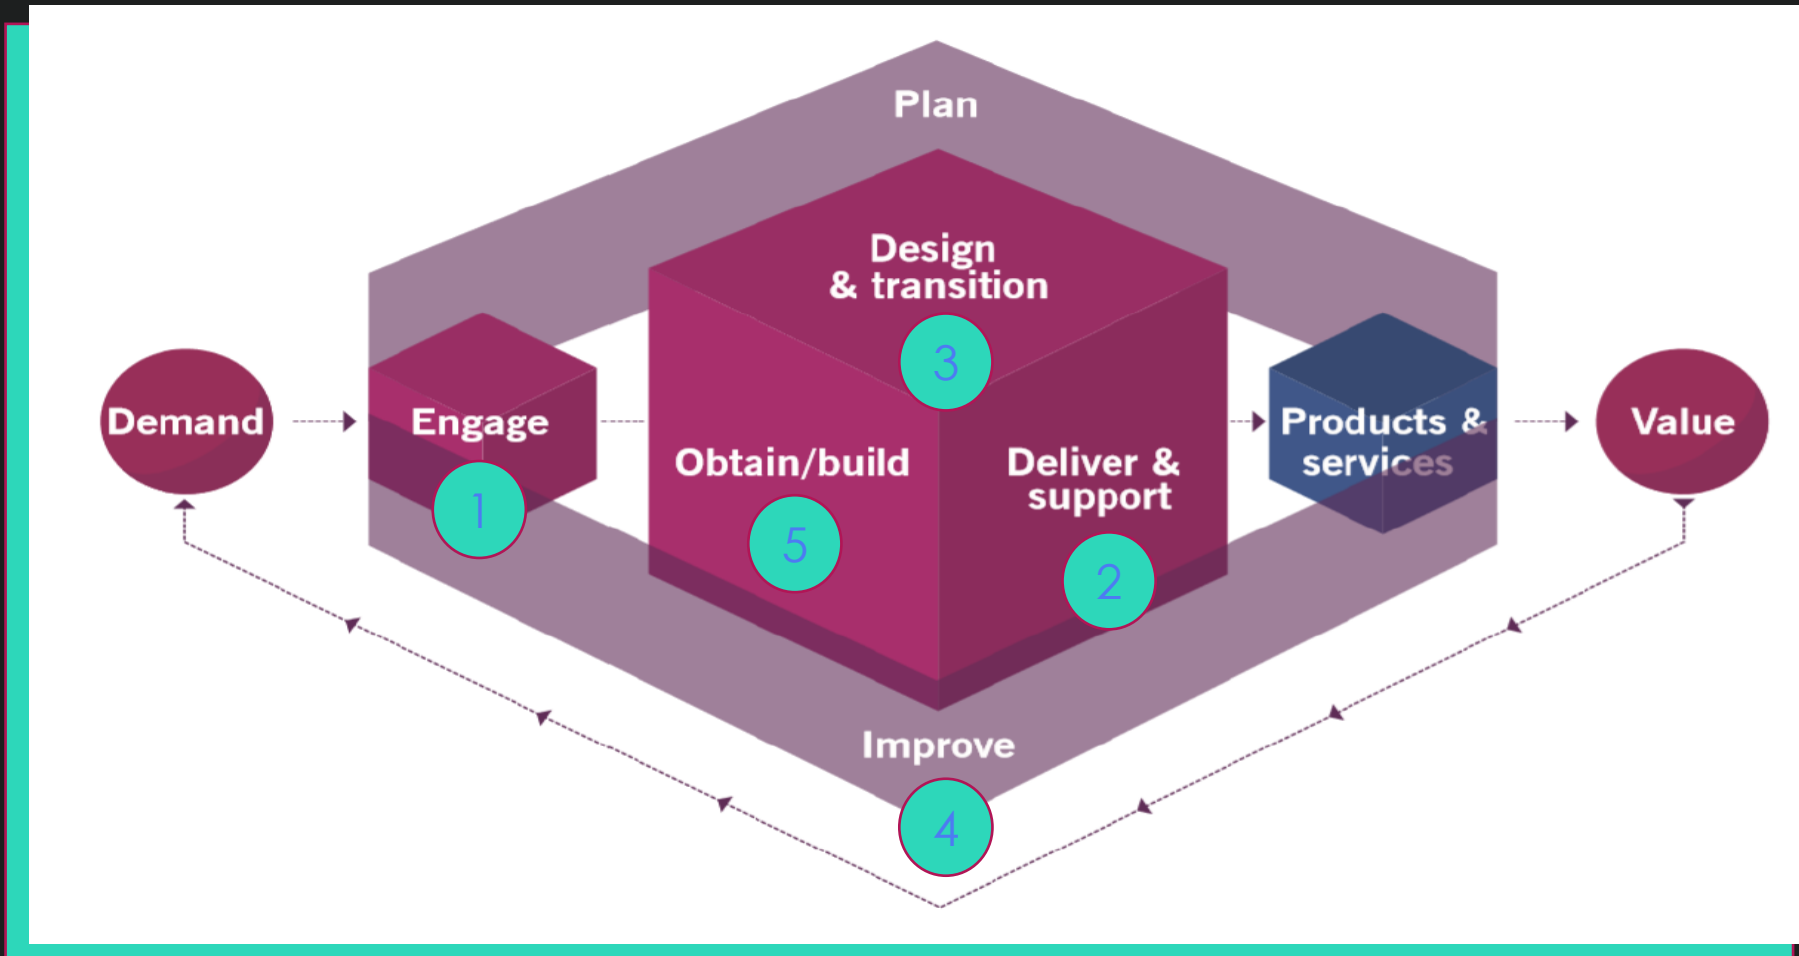 Plan
Design
& transition
3
Demand
Engage
1
Obtain/build
5
Deliver &
support
2
Products &
services
Value
Improve
4